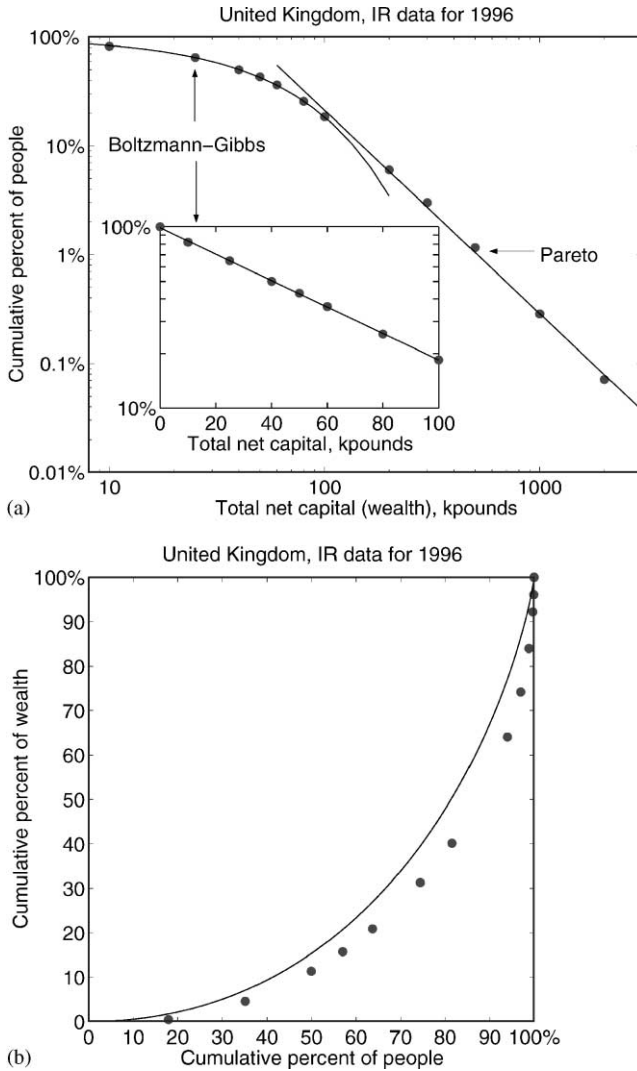 United Kingdom, IR data for 1996
Cumulative percent of people
100%
10%
1%
0.1%
0.01%
Boltzmann–Gibbs
Pareto
100%
10%
0 20 40 60 80 100
Total net capital, kpounds
10 100 1000
(a) Total net capital (wealth), kpounds
United Kingdom, IR data for 1996
Cumulative percent of wealth
100%
90
80
70
60
50
40
30
20
10
0
0 10 20 30 40 50 60 70 80 90 100%
(b) Cumulative percent of people